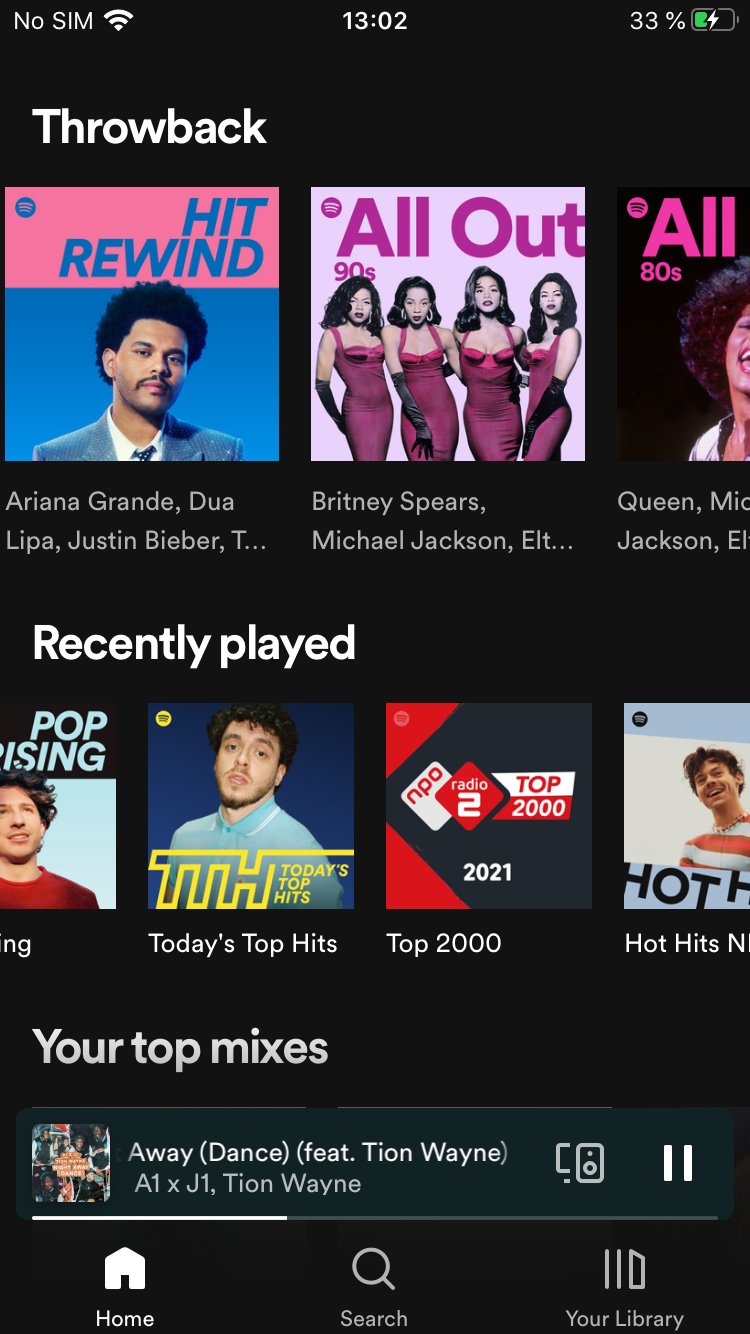 No SIM
13:02
33 %
Throwback
HIT
REWIND
All Out
90s
All
80s
Ariana Grande, Dua
Lipa, Justin Bieber, T...
Britney Spears,
Michael Jackson, Elt...
Queen, Mic
Jackson, El
Recently played
POP
RISING
TTH TODAY'S
TOP
HITS
npo
radio
2
TOP
2000
2021
HOT H
ing
Today's Top Hits
Top 2000
Hot Hits N
Your top mixes
RIGHT AWAY
DANCE
t Away (Dance) (feat. Tion Wayne)
A1 x J1, Tion Wayne
Home
Search
Your Library